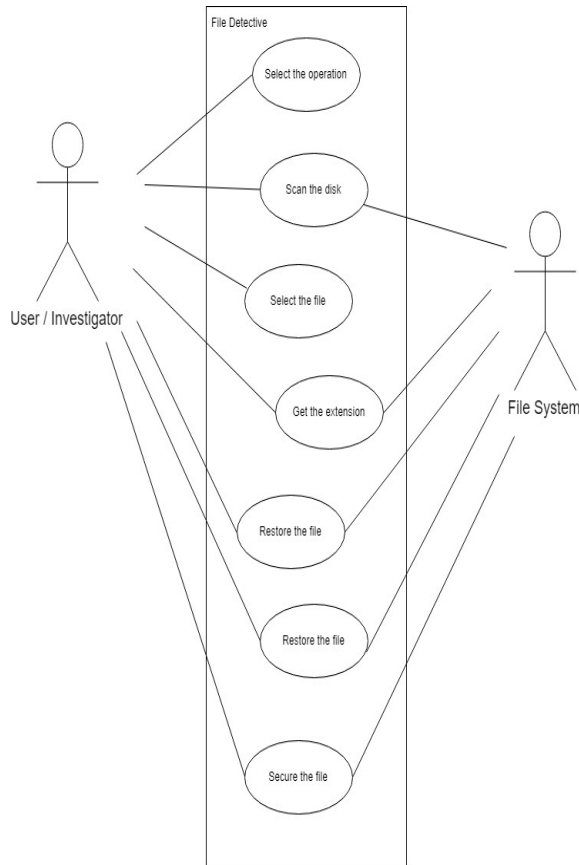 File Detective
Select the operation
Scan the disk
Select the file
User / Investigator
Get the extension
File System
Restore the file
Restore the file
Secure the file